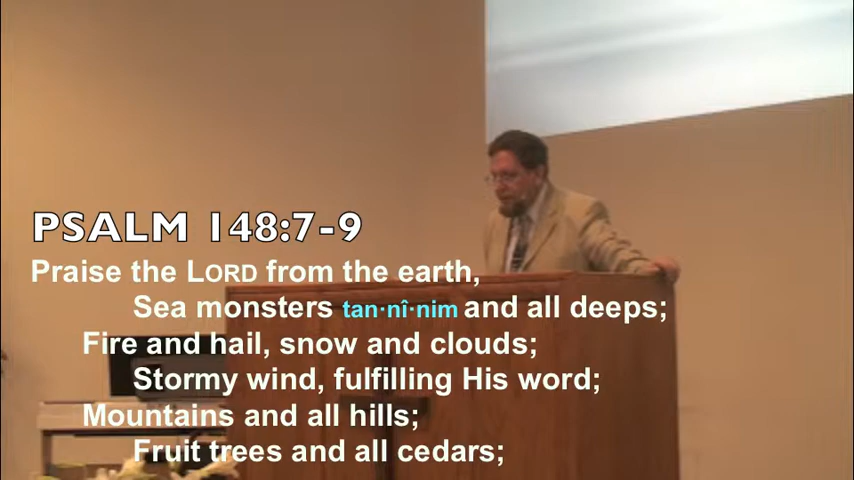 PSALM 148:7-9
Praise the LORD from the earth,
Sea monsters tan·nî·nim and all deeps;
Fire and hail, snow and clouds;
Stormy wind, fulfilling His word;
Mountains and all hills;
Fruit trees and all cedars;